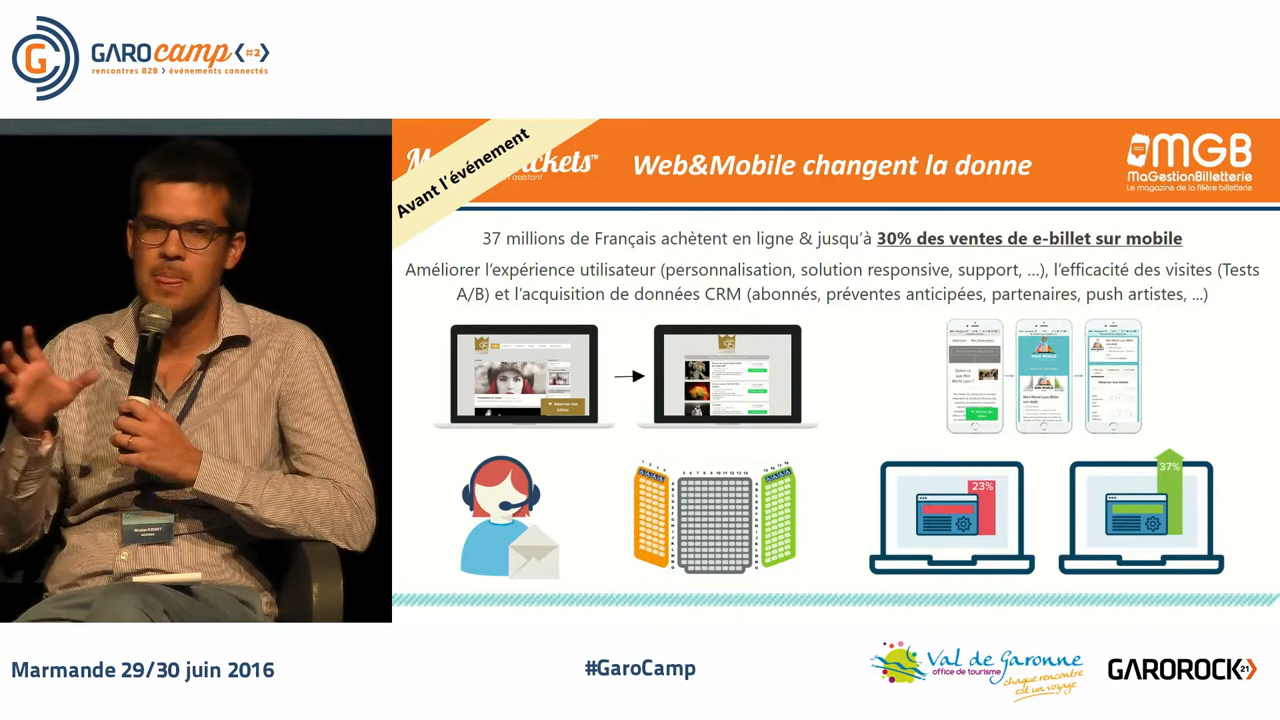 GAROcamp <#2>
rencontres B2B > événements connectés
Avant l'événement
Web&Mobile changent la donne
MGB
MaGestionBilletterie
Le magazine de la filière billetterie
37 millions de Français achètent en ligne & jusqu'à 30% des ventes de e-billet sur mobile
Améliorer l'expérience utilisateur (personnalisation, solution responsive, support, ...), l'efficacité des visites (Tests
A/B) et l'acquisition de données CRM (abonnés, préventes anticipées, partenaires, push artistes, ...)
23%
37%
Marmande 29/30 juin 2016
#GaroCamp
Val de Garonne
office de tourisme
chaque rencontre
est un voyage
GAROROCK 21